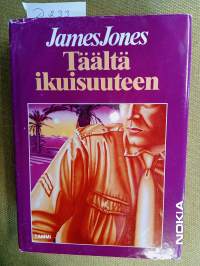 James Jones
Täältä
ikuisuuteen
TAMMI
NOKIA